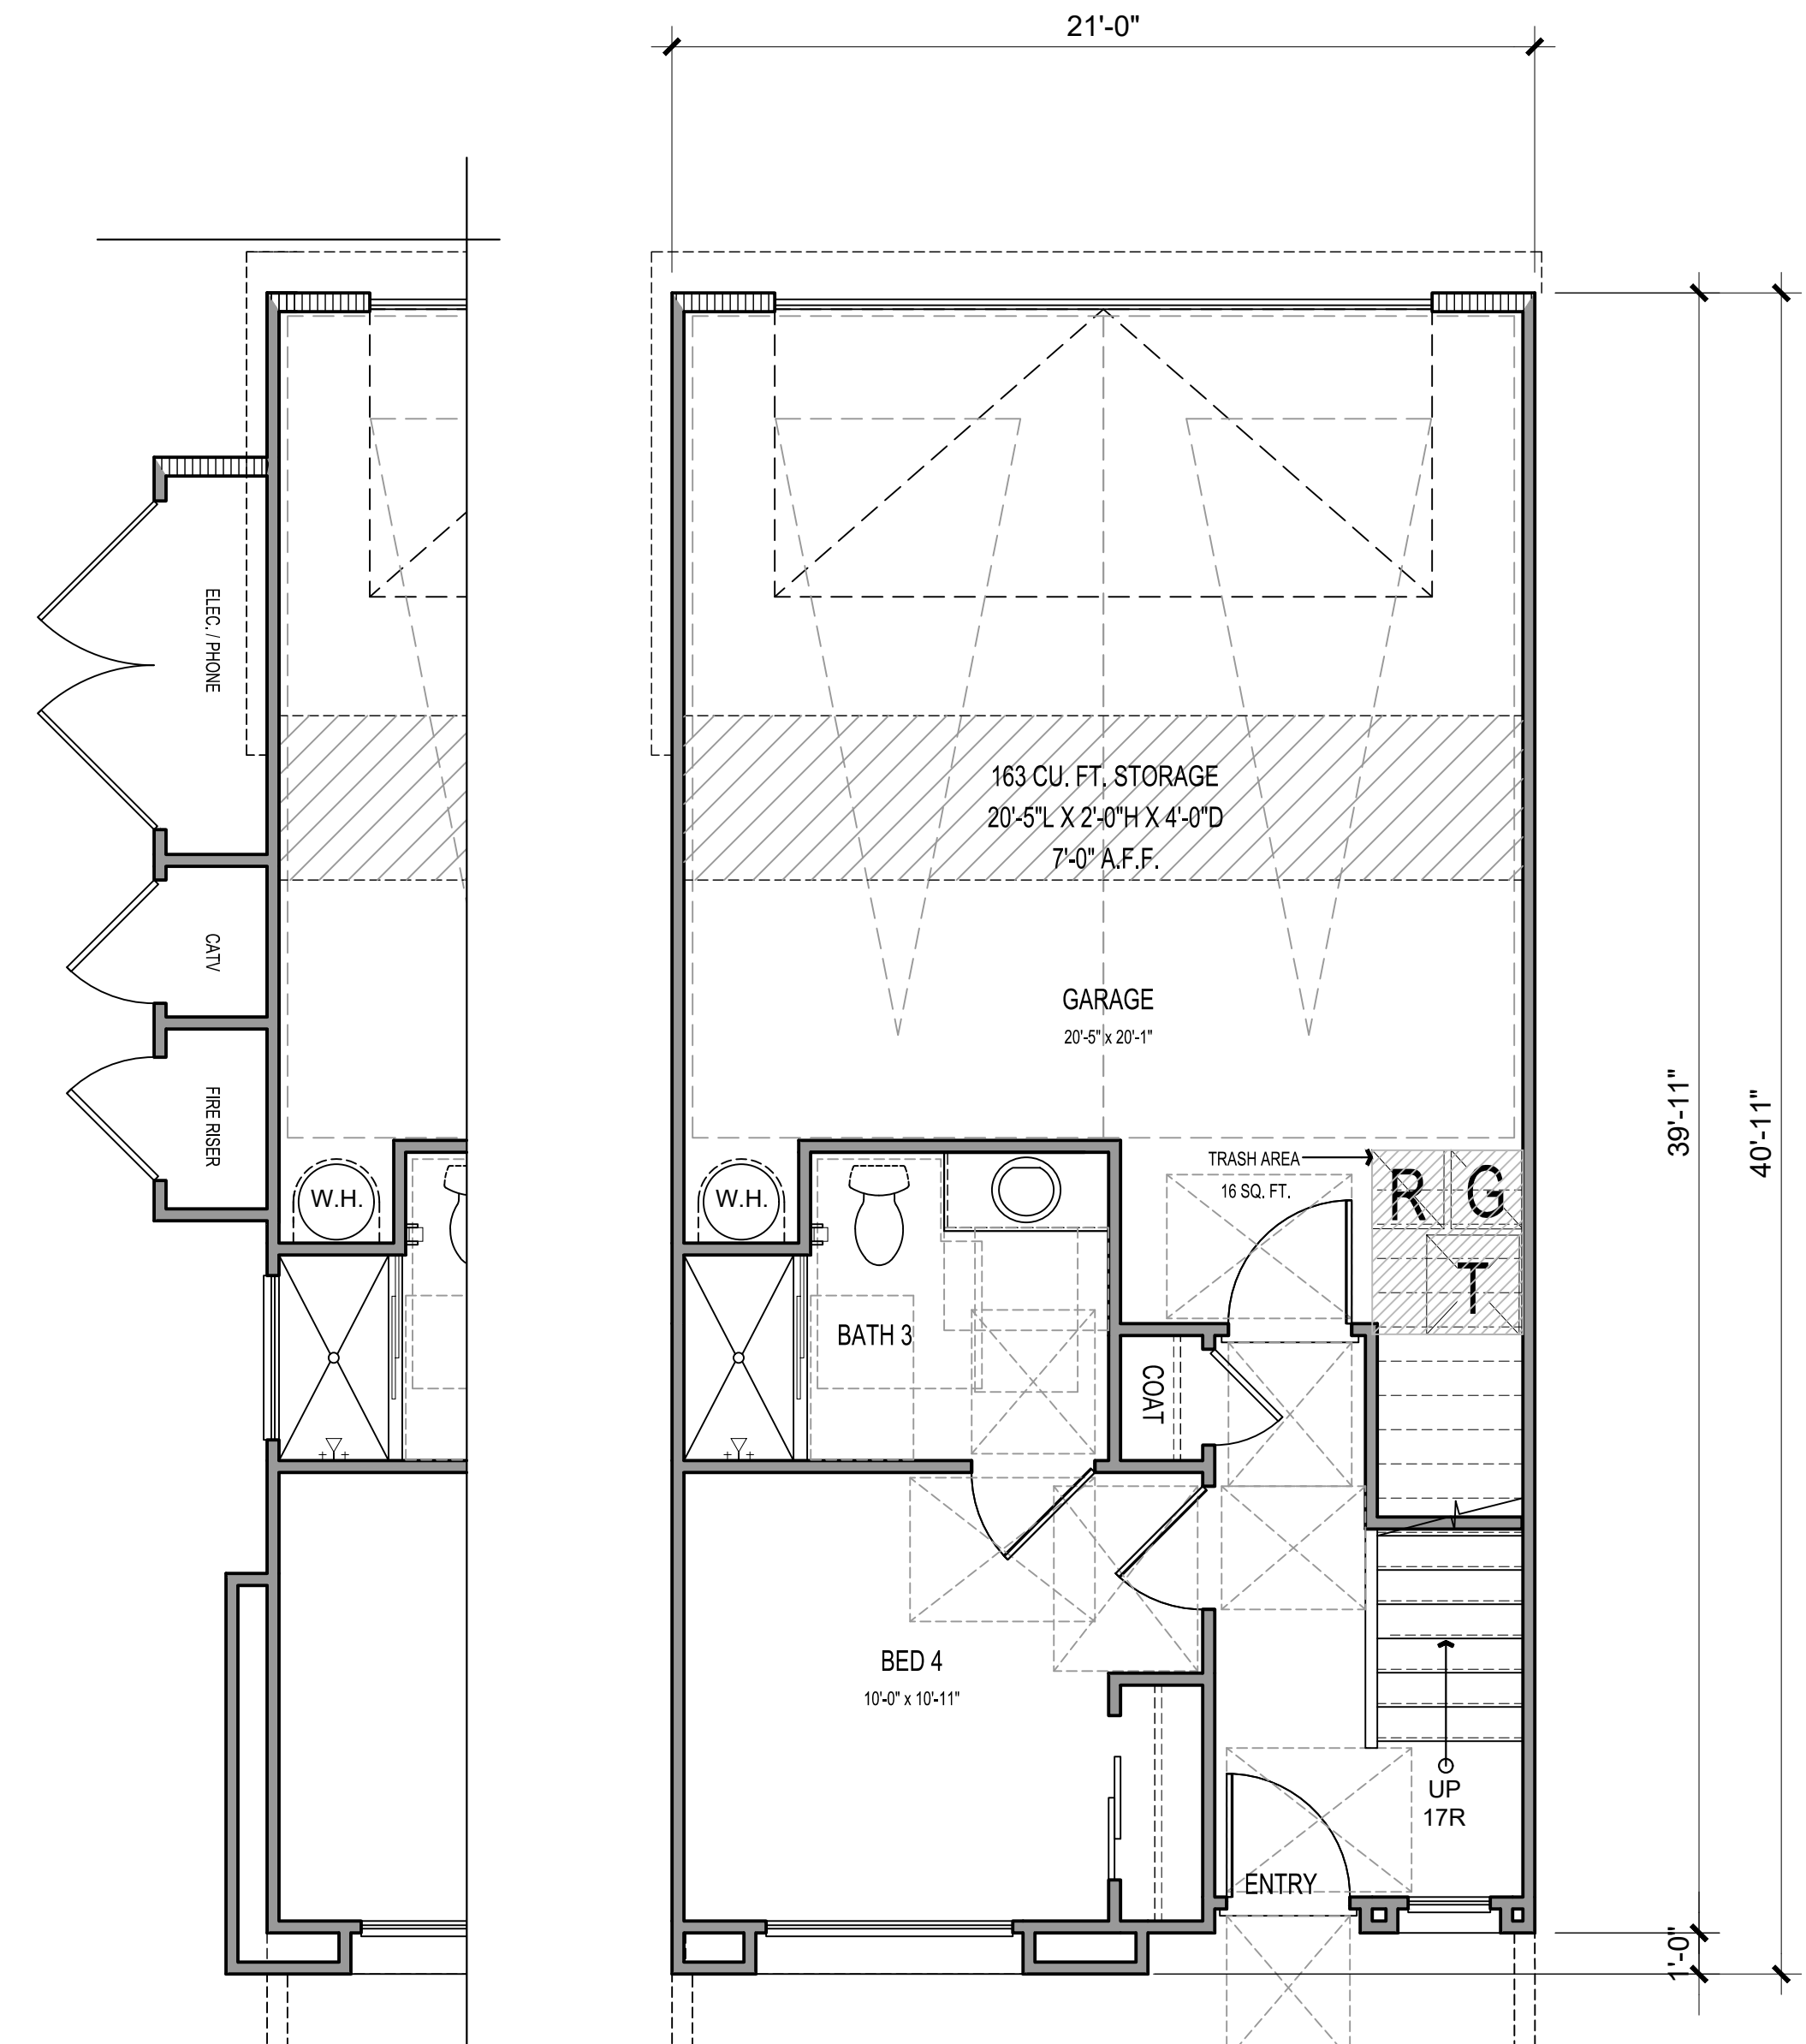 21'-0"
ELEC. / PHONE
CATV
FIRE RISER
W.H.
163 CU. FT. STORAGE
20'-5"L X 2'-0"H X 4'-0"D
7'-0" A.F.F.
GARAGE
20'-5" x 20'-1"
39'-11"
40'-11"
TRASH AREA
16 SQ. FT.
R
G
T
W.H.
BATH 3
COAT
BED 4
10'-0" x 10'-11"
UP
17R
ENTRY
1'-0"